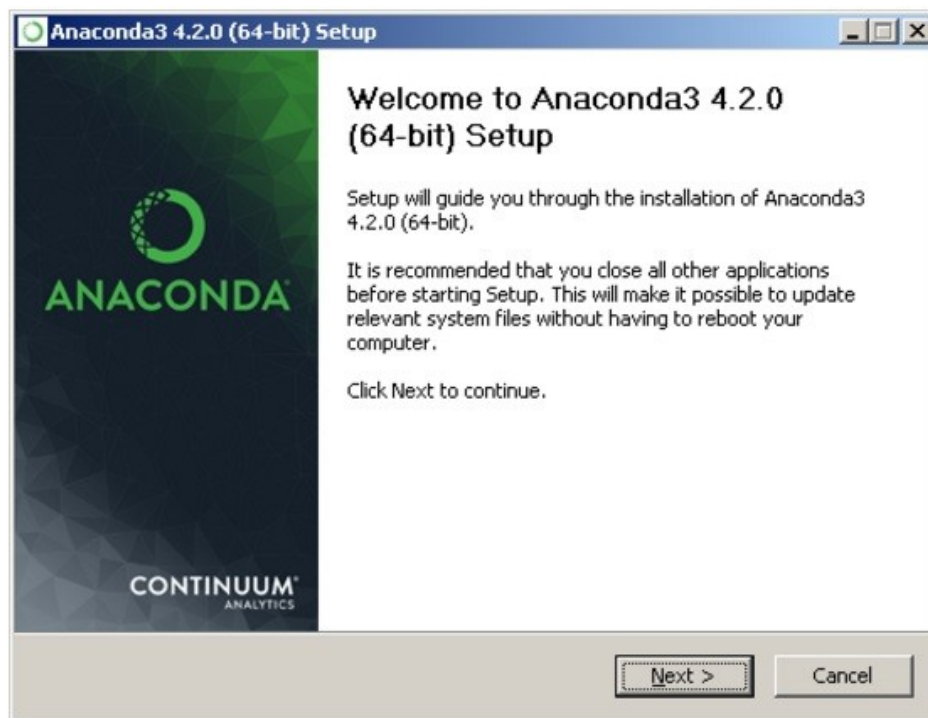 Anaconda3 4.2.0 (64-bit) Setup
Welcome to Anaconda3 4.2.0
(64-bit) Setup
Setup will guide you through the installation of Anaconda3
4.2.0 (64-bit).
It is recommended that you close all other applications
before starting Setup. This will make it possible to update
relevant system files without having to reboot your
computer.
Click Next to continue.
ANACONDA
CONTINUUM®
ANALYTICS
Next >
Cancel